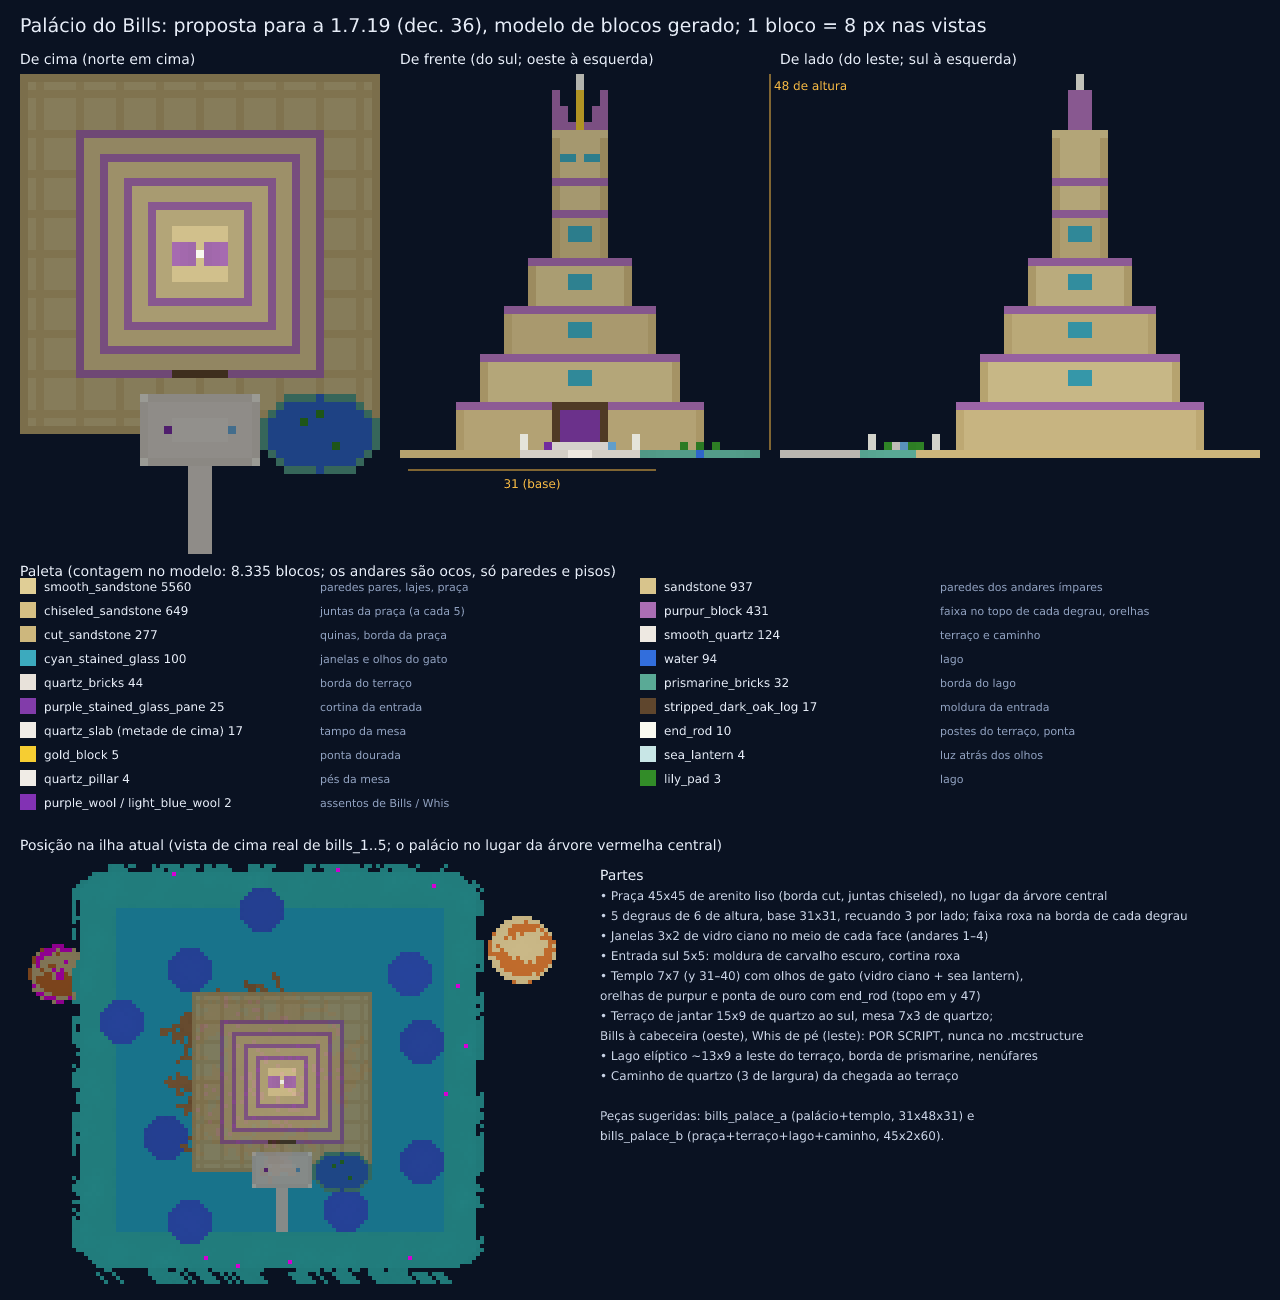 Palácio do Bills: proposta para a 1.7.19 (dec. 36), modelo de blocos gerado; 1 bloco = 8 px nas vistas
De cima (norte em cima)
De frente (do sul; oeste à esquerda)
De lado (do leste; sul à esquerda)
48 de altura
31 (base)
Paleta (contagem no modelo: 8.335 blocos; os andares são ocos, só paredes e pisos)
smooth_sandstone 5560 paredes pares, lajes, praça
sandstone 937 paredes dos andares ímpares
chiseled_sandstone 649 juntas da praça (a cada 5)
purpur_block 431 faixa no topo de cada degrau, orelhas
cut_sandstone 277 quinas, borda da praça
smooth_quartz 124 terraço e caminho
cyan_stained_glass 100 janelas e olhos do gato
water 94 lago
quartz_bricks 44 borda do terraço
prismarine_bricks 32 borda do lago
purple_stained_glass_pane 25 cortina da entrada
stripped_dark_oak_log 17 moldura da entrada
quartz_slab (metade de cima) 17 tampo da mesa
end_rod 10 postes do terraço, ponta
gold_block 5 ponta dourada
sea_lantern 4 luz atrás dos olhos
quartz_pillar 4 pés da mesa
lily_pad 3 lago
purple_wool / light_blue_wool 2 assentos de Bills / Whis
Posição na ilha atual (vista de cima real de bills_1..5; o palácio no lugar da árvore vermelha central)
Partes
• Praça 45x45 de arenito liso (borda cut, juntas chiseled), no lugar da árvore central
• 5 degraus de 6 de altura, base 31x31, recuando 3 por lado; faixa roxa na borda de cada degrau
• Janelas 3x2 de vidro ciano no meio de cada face (andares 1–4)
• Entrada sul 5x5: moldura de carvalho escuro, cortina roxa
• Templo 7x7 (y 31–40) com olhos de gato (vidro ciano + sea lantern),
orelhas de purpur e ponta de ouro com end_rod (topo em y 47)
• Terraço de jantar 15x9 de quartzo ao sul, mesa 7x3 de quartzo;
Bills à cabeceira (oeste), Whis de pé (leste): POR SCRIPT, nunca no .mcstructure
• Lago elíptico ~13x9 a leste do terraço, borda de prismarine, nenúfares
• Caminho de quartzo (3 de largura) da chegada ao terraço
Peças sugeridas: bills_palace_a (palácio+templo, 31x48x31) e
bills_palace_b (praça+terraço+lago+caminho, 45x2x60).